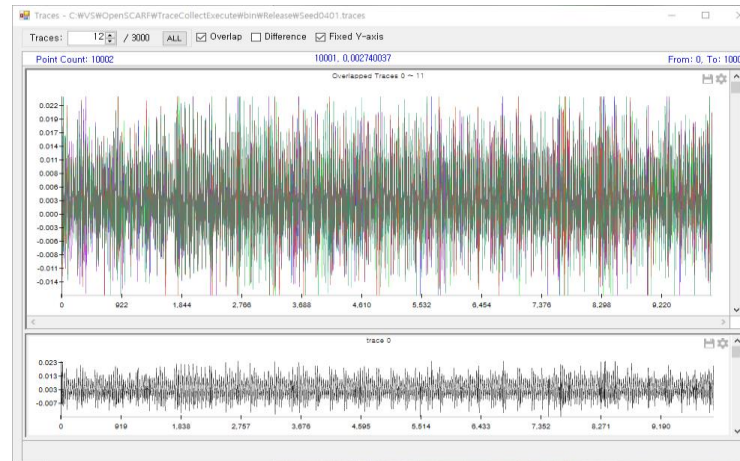 Traces - C:₩VS₩OpenSCARF₩TraceCollectExecute₩bin₩Release₩Seed0401.traces
Traces: 12 / 3000 ALL Overlap Difference Fixed Y-axis
Point Count: 10002 10001, 0.002740037 From: 0, To: 1000
Overlapped Traces 0 ~ 11
0.022
0.019
0.017
0.014
0.011
0.008
0.006
0.003
0.000
-0.003
-0.006
-0.008
-0.011
-0.014
0 922 1,844 2,766 3,688 4,610 5,532 6,454 7,376 8,298 9,220
trace 0
0.023
0.013
0.003
-0.007
0 919 1,838 2,757 3,676 4,595 5,514 6,433 7,352 8,271 9,190